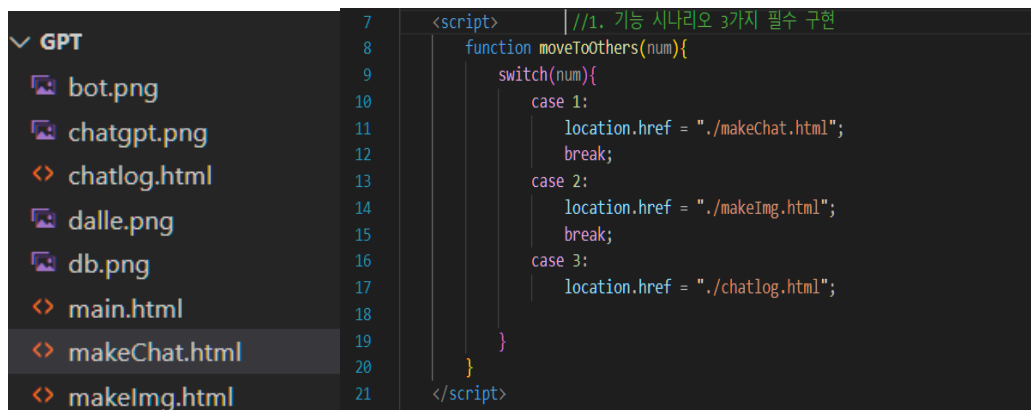 GPT
bot.png
chatgpt.png
chatlog.html
dalle.png
db.png
main.html
makeChat.html
makeImg.html
7 <script> //1. 기능 시나리오 3가지 필수 구현
8 function moveToOthers(num){
9 switch(num){
10 case 1:
11 location.href = "./makeChat.html";
12 break;
13 case 2:
14 location.href = "./makeImg.html";
15 break;
16 case 3:
17 location.href = "./chatlog.html";
18
19 }
20 }
21 </script>